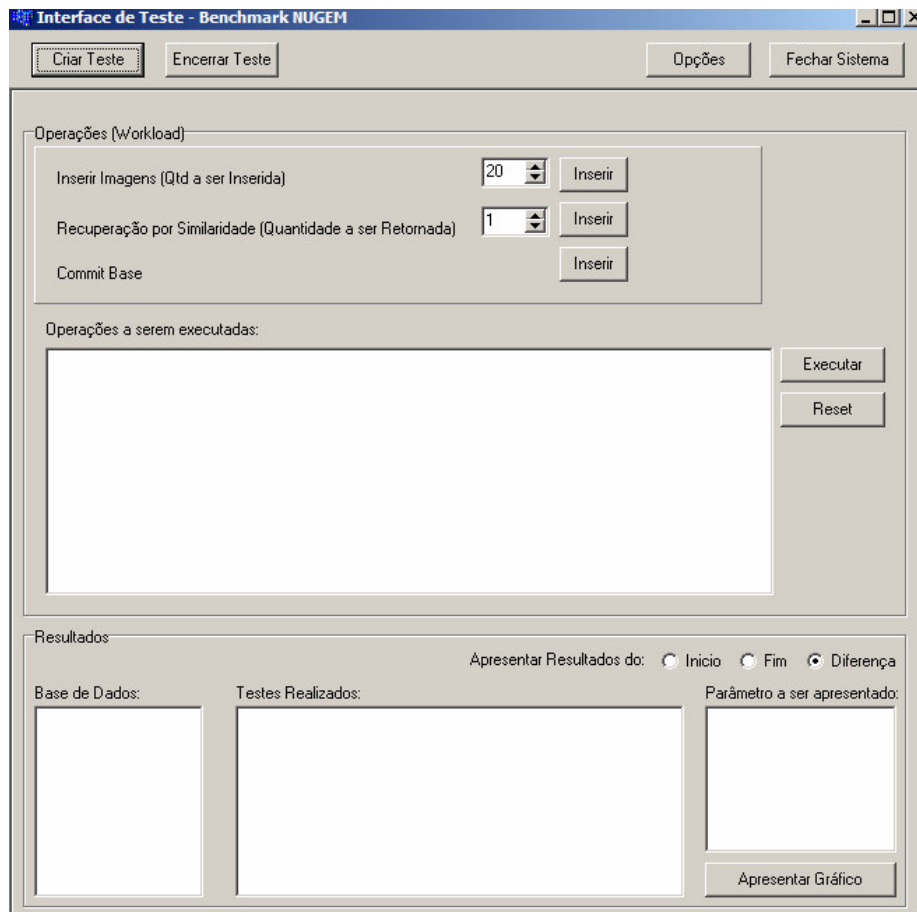 Interface de Teste - Benchmark NUGEM
Criar Teste Encerrar Teste Opções Fechar Sistema
Operações (Workload)
Inserir Imagens (Qtd a ser Inserida) 20 Inserir
Recuperação por Similaridade (Quantidade a ser Retornada) 1 Inserir
Commit Base Inserir
Operações a serem executadas:
Executar
Reset
Resultados
Apresentar Resultados do: Inicio Fim Diferença
Base de Dados: Testes Realizados: Parâmetro a ser apresentado:
Apresentar Gráfico